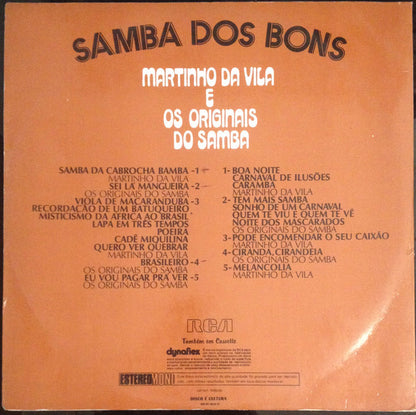 SAMBA DOS BONS
MARTINHO DA VILA
E
OS ORIGINAIS
DO SAMBA
SAMBA DA CABROCHA BAMBA -1
MARTINHO DA VILA
SEI LÁ MANGUEIRA -2
OS ORIGINAIS DO SAMBA
VIOLA DE MAÇARANDUBA -3
RECORDAÇÃO DE UM BATUQUEIRO
MISTICISMO DA ÁFRICA AO BRASIL
LAPA EM TRÊS TEMPOS
POEIRA
CADÊ MIQUILINA
QUERO VER QUEBRAR
MARTINHO DA VILA
BRASILEIRO -4
OS ORIGINAIS DO SAMBA
EU VOU PAGAR PRÁ VER -5
OS ORIGINAIS DO SAMBA
1- BOA NOITE
CARNAVAL DE ILUSÕES
CARAMBA
MARTINHO DA VILA
2- TEM MAIS SAMBA
SONHO DE UM CARNAVAL
QUEM TE VIU E QUEM TE VÊ
NOITE DOS MASCARADOS
OS ORIGINAIS DO SAMBA
3- PODE ENCOMENDAR O SEU CAIXÃO
MARTINHO DA VILA
4- CIRANDA, CIRANDEIA
OS ORIGINAIS DO SAMBA
5- MELANCOLIA
MARTINHO DA VILA
RCA
Também em Cassette.
dynaflex
ESTEREO MONO
DISCO É CULTURA